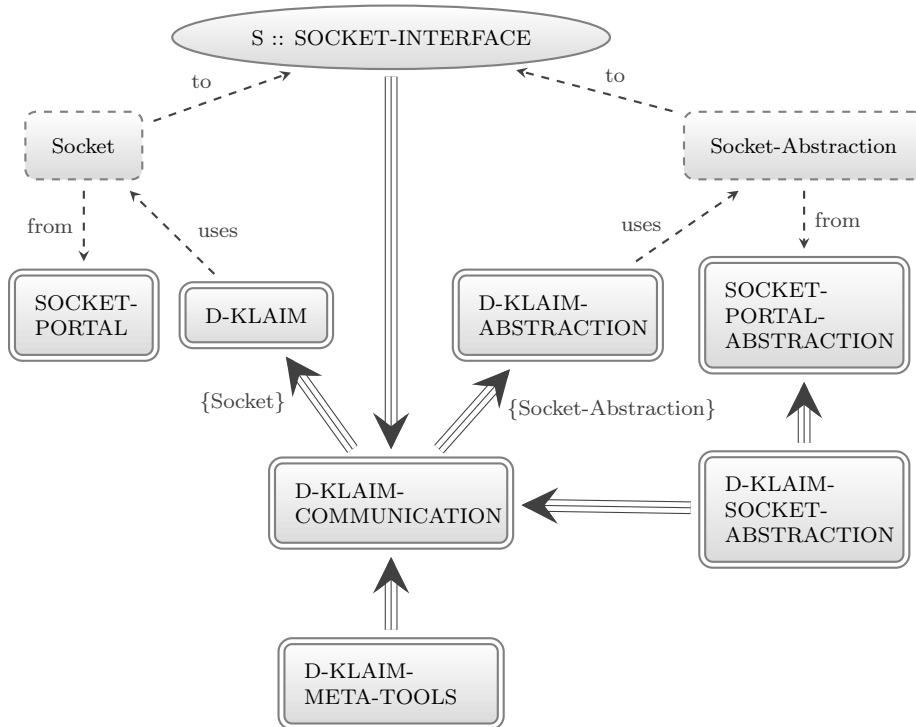 S :: SOCKET-INTERFACE
to
to
Socket
Socket-Abstraction
from
uses
uses
from
SOCKET-
PORTAL
D-KLAIM
D-KLAIM-
ABSTRACTION
SOCKET-
PORTAL-
ABSTRACTION
{Socket}
{Socket-Abstraction}
D-KLAIM-
COMMUNICATION
D-KLAIM-
SOCKET-
ABSTRACTION
D-KLAIM-
META-TOOLS